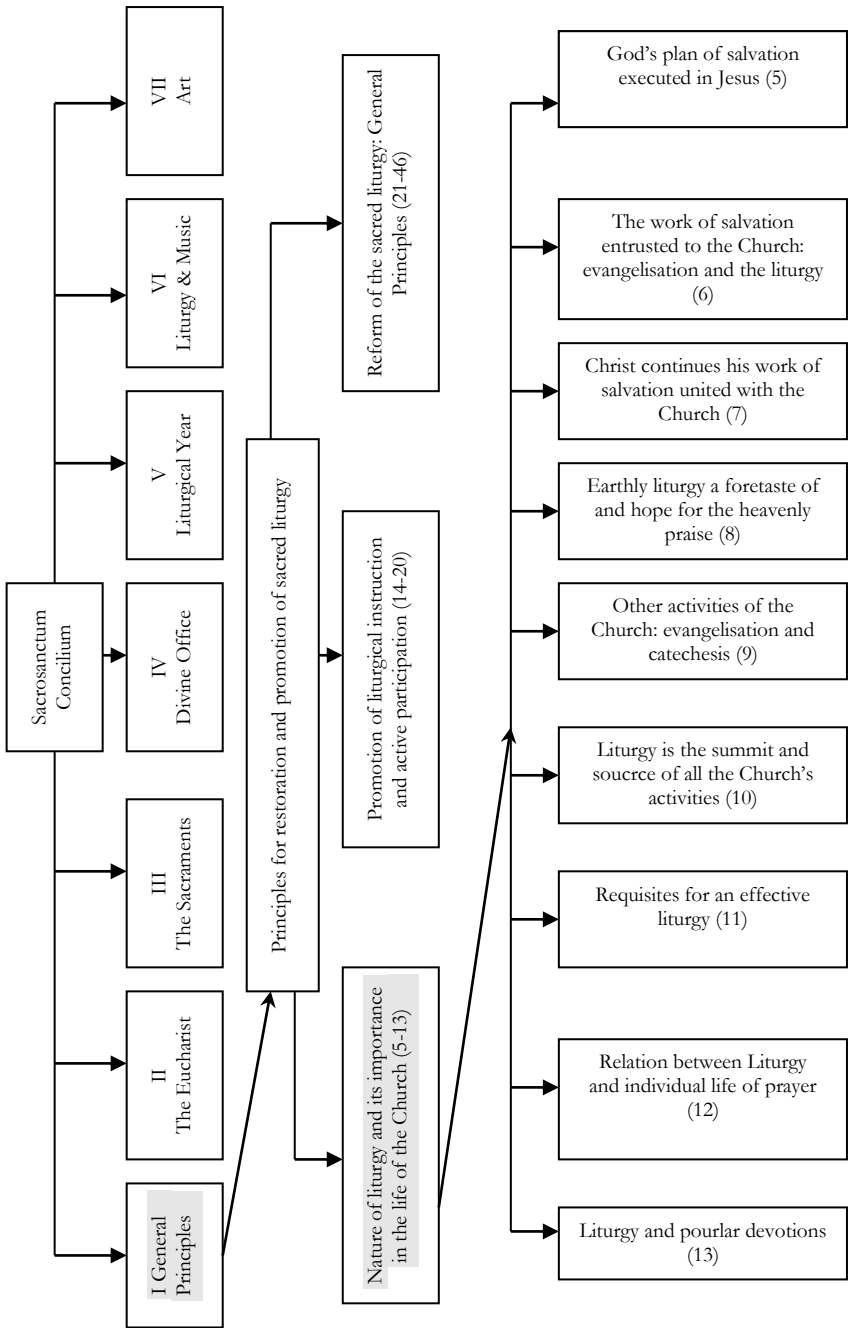 Sacrosanctum
Concilium
I General
Principles
II
The Eucharist
III
The Sacraments
IV
Divine Office
V
Liturgical Year
VI
Liturgy & Music
VII
Art
Principles for restoration and promotion of sacred liturgy
Nature of liturgy and its importance
in the life of the Church (5-13)
Promotion of liturgical instruction
and active participation (14-20)
Reform of the sacred liturgy: General
Principles (21-46)
God’s plan of salvation
executed in Jesus (5)
The work of salvation
entrusted to the Church:
evangelisation and the liturgy
(6)
Christ continues his work of
salvation united with the
Church (7)
Earthly liturgy a foretaste of
and hope for the heavenly
praise (8)
Other activities of the
Church: evangelisation and
catechesis (9)
Liturgy is the summit and
soucrce of all the Church’s
activities (10)
Requisites for an effective
liturgy (11)
Relation between Liturgy
and individual life of prayer
(12)
Liturgy and pourlar devotions
(13)